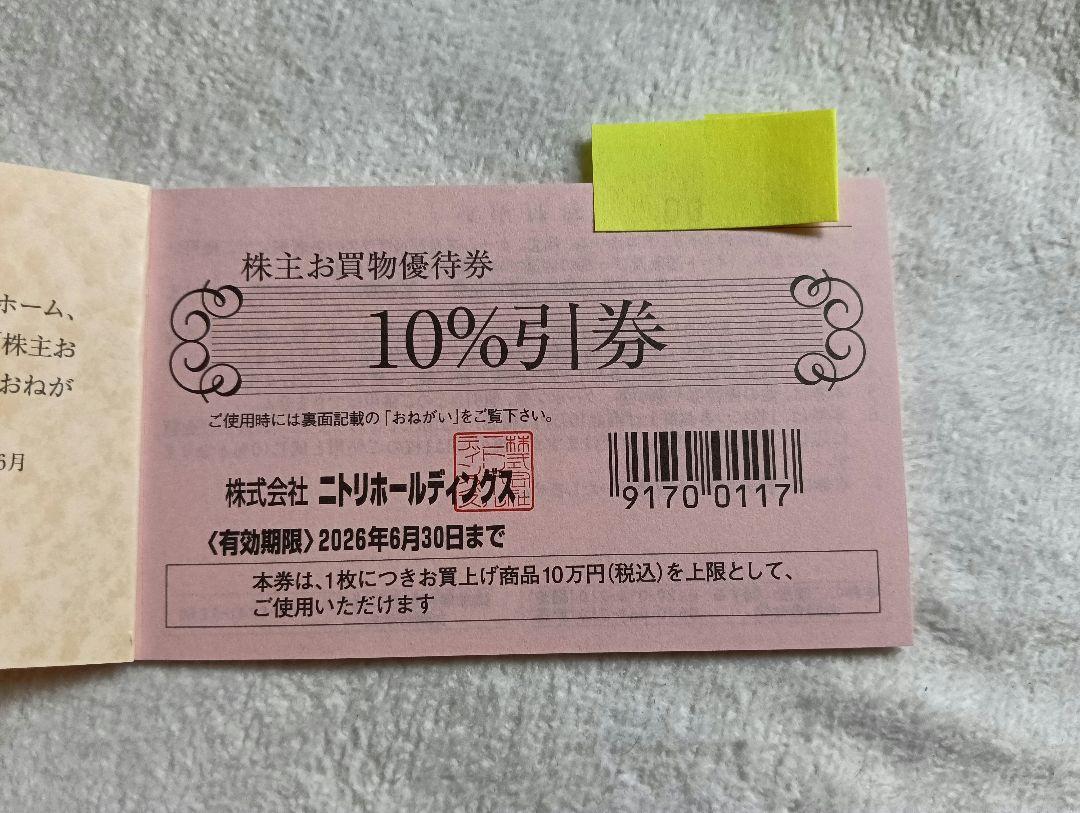 ホーム、
「株主お
おねが
6月
株主お買物優待券
10%引券
ご使用時には裏面記載の「おねがい」をご覧下さい。
株式会社 ニトリホールディングス
9170 0117
〈有効期限〉2026年6月30日まで
本券は、1枚につきお買上げ商品10万円(税込)を上限として、
ご使用いただけます